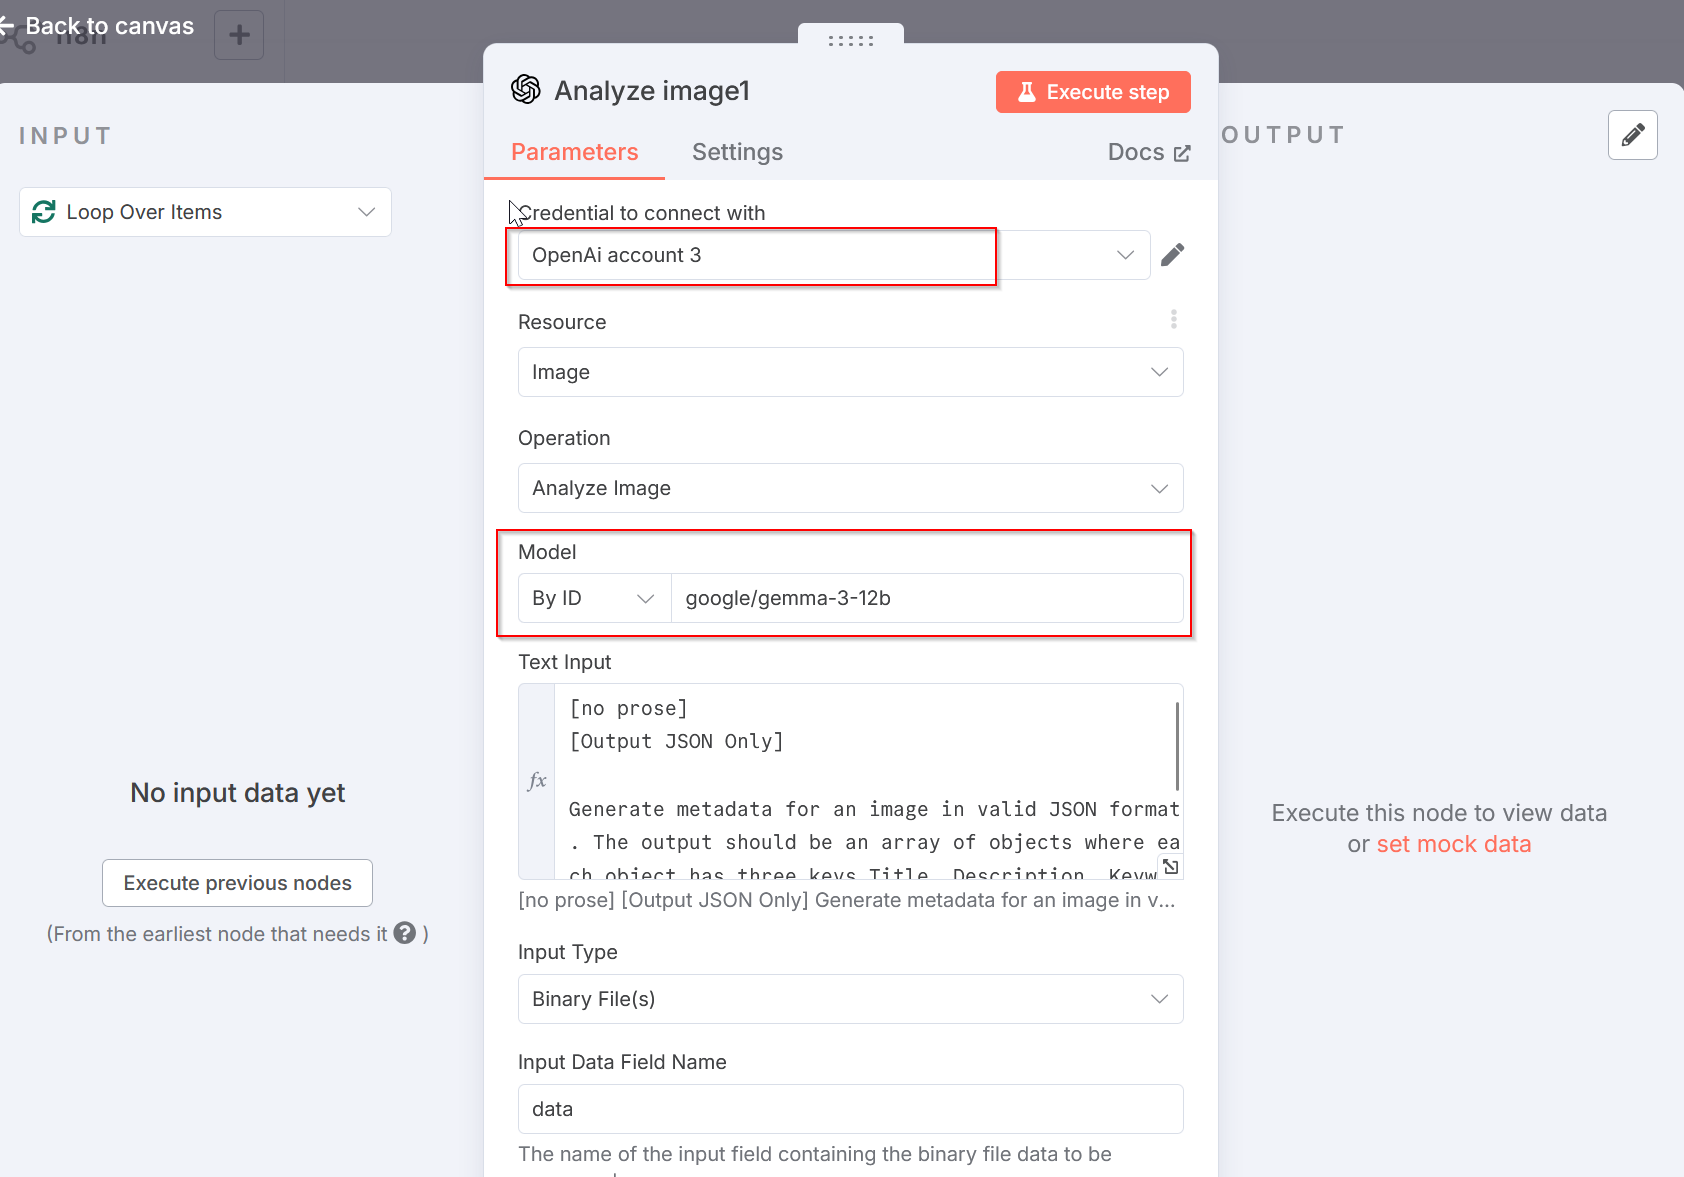 Back to canvas
n8n
INPUT
Loop Over Items
No input data yet
Execute previous nodes
(From the earliest node that needs it ? )
Analyze image1
Execute step
Parameters
Settings
Docs
Credential to connect with
OpenAi account 3
Resource
Image
Operation
Analyze Image
Model
By ID
google/gemma-3-12b
Text Input
fx
[no prose]
[Output JSON Only]
Generate metadata for an image in valid JSON format
. The output should be an array of objects where ea
ch object has three keys Title, Description, Keyw
[no prose] [Output JSON Only] Generate metadata for an image in v...
Input Type
Binary File(s)
Input Data Field Name
data
The name of the input field containing the binary file data to be
OUTPUT
Execute this node to view data
or set mock data